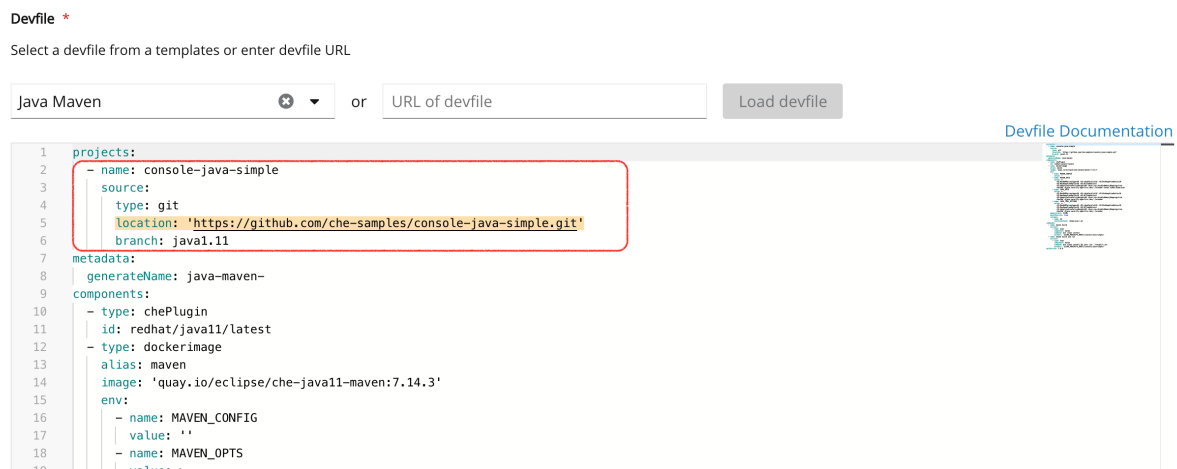 Devfile *
Select a devfile from a templates or enter devfile URL
Java Maven or URL of devfile Load devfile
Devfile Documentation
1 projects:
2 - name: console-java-simple
3 source:
4 type: git
5 location: 'https://github.com/che-samples/console-java-simple.git'
6 branch: java1.11
7 metadata:
8 generateName: java-maven-
9 components:
10 - type: chePlugin
11 id: redhat/java11/latest
12 - type: dockerimage
13 alias: maven
14 image: 'quay.io/eclipse/che-java11-maven:7.14.3'
15 env:
16 - name: MAVEN_CONFIG
17 value: ''
18 - name: MAVEN_OPTS